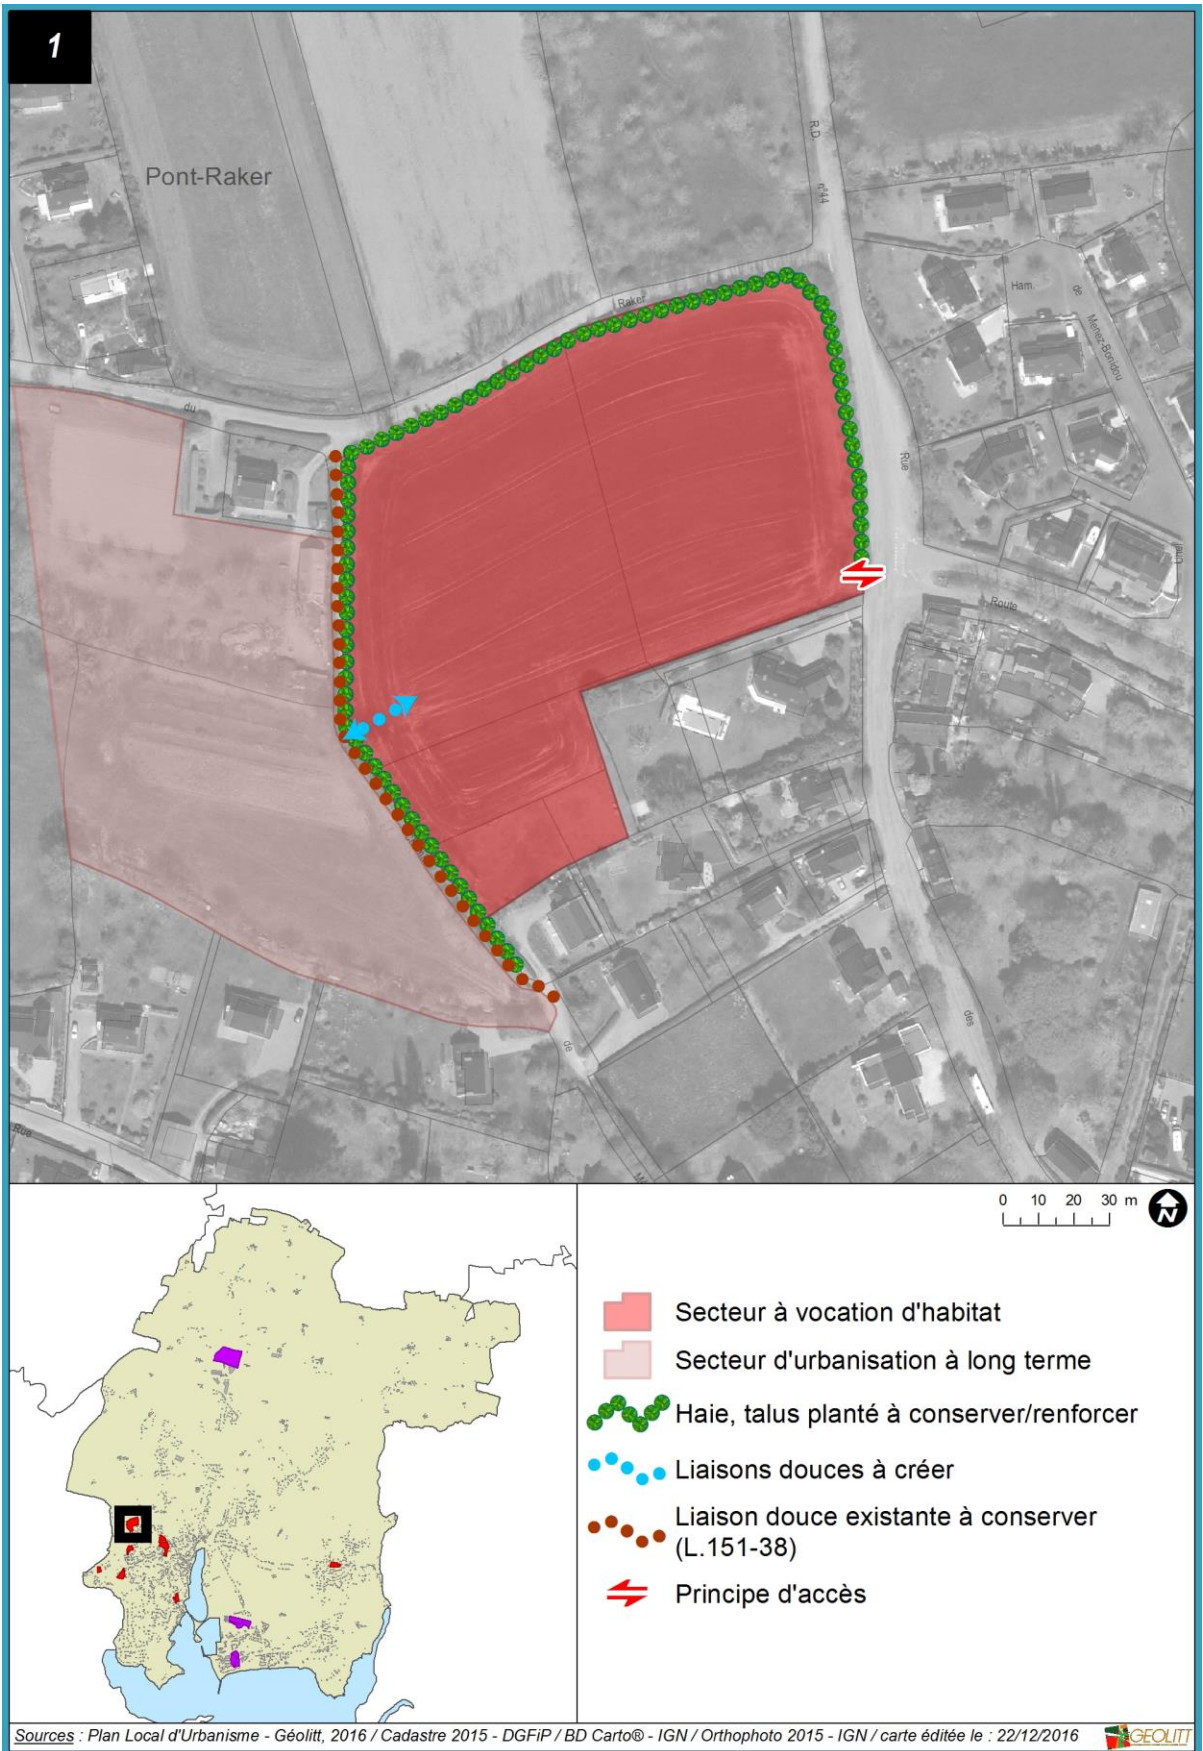 1
Pont-Raker
R.D.
n°44
Raker
Ham.
de
Menez-Bonidou
du
Rue
Route
de
des
Rue
0 10 20 30 m
N
Secteur à vocation d'habitat
Secteur d'urbanisation à long terme
Haie, talus planté à conserver/renforcer
Liaisons douces à créer
Liaison douce existante à conserver
(L.151-38)
Principe d'accès
Sources : Plan Local d'Urbanisme - Géolitt, 2016 / Cadastre 2015 - DGFiP / BD Carto® - IGN / Orthophoto 2015 - IGN / carte éditée le : 22/12/2016
GEOLITT